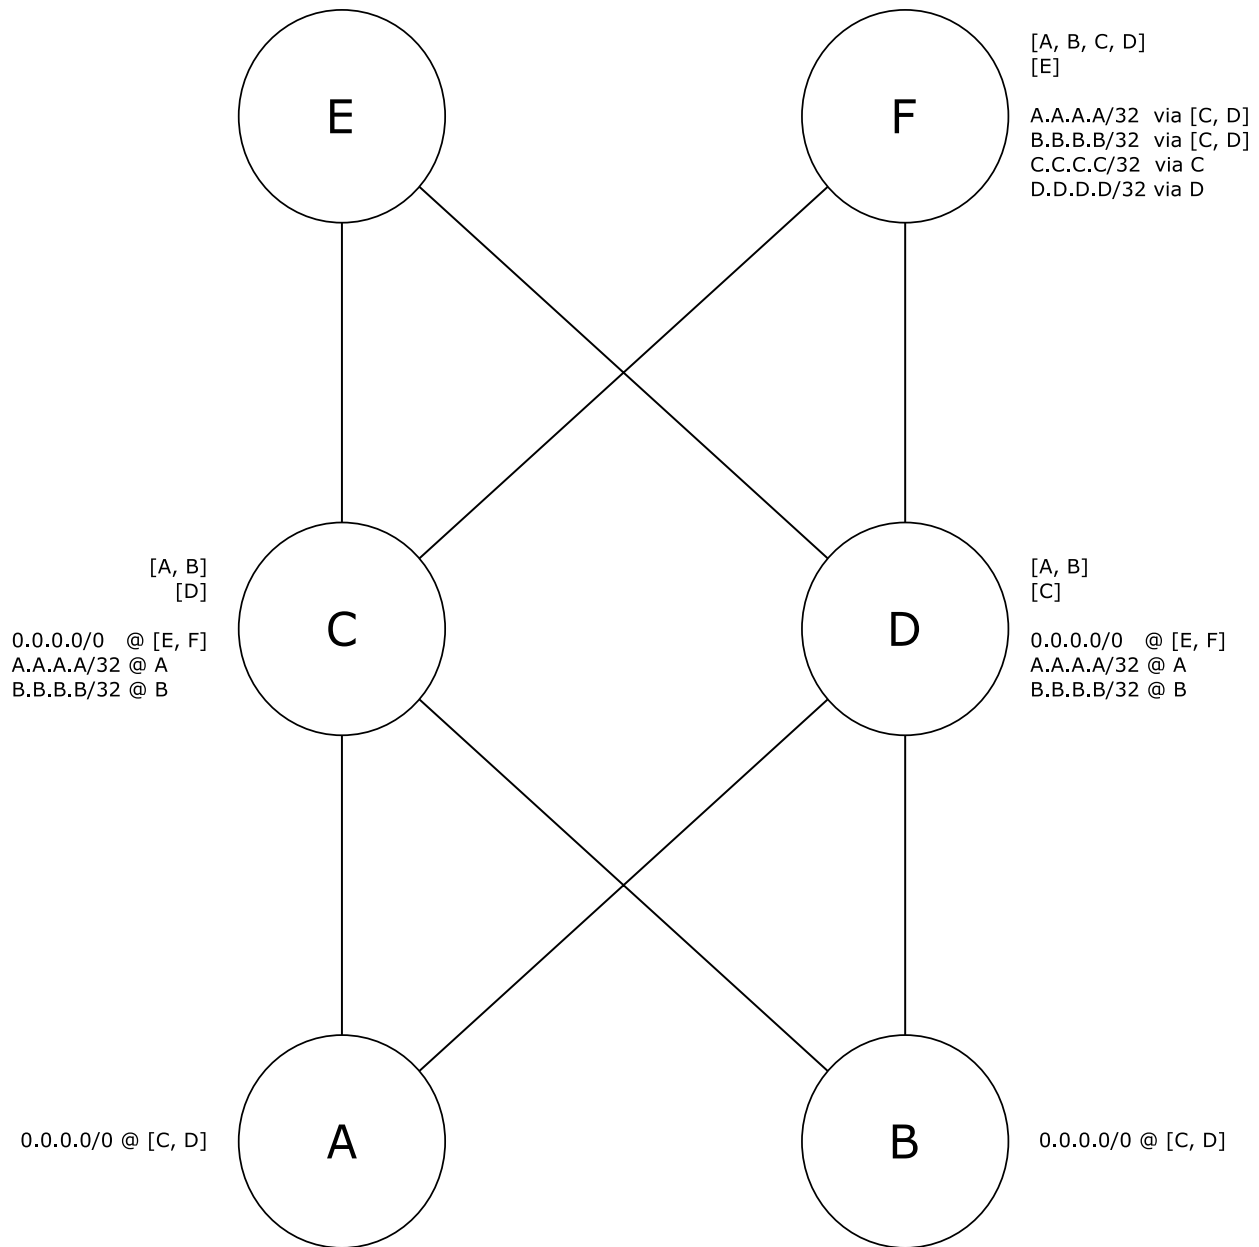 E
F
[A, B, C, D]
[E]
A.A.A.A/32 via [C, D]
B.B.B.B/32 via [C, D]
C.C.C.C/32 via C
D.D.D.D/32 via D
[A, B]
[D]
0.0.0.0/0 @ [E, F]
A.A.A.A/32 @ A
B.B.B.B/32 @ B
C
D
[A, B]
[C]
0.0.0.0/0 @ [E, F]
A.A.A.A/32 @ A
B.B.B.B/32 @ B
0.0.0.0/0 @ [C, D]
A
B
0.0.0.0/0 @ [C, D]